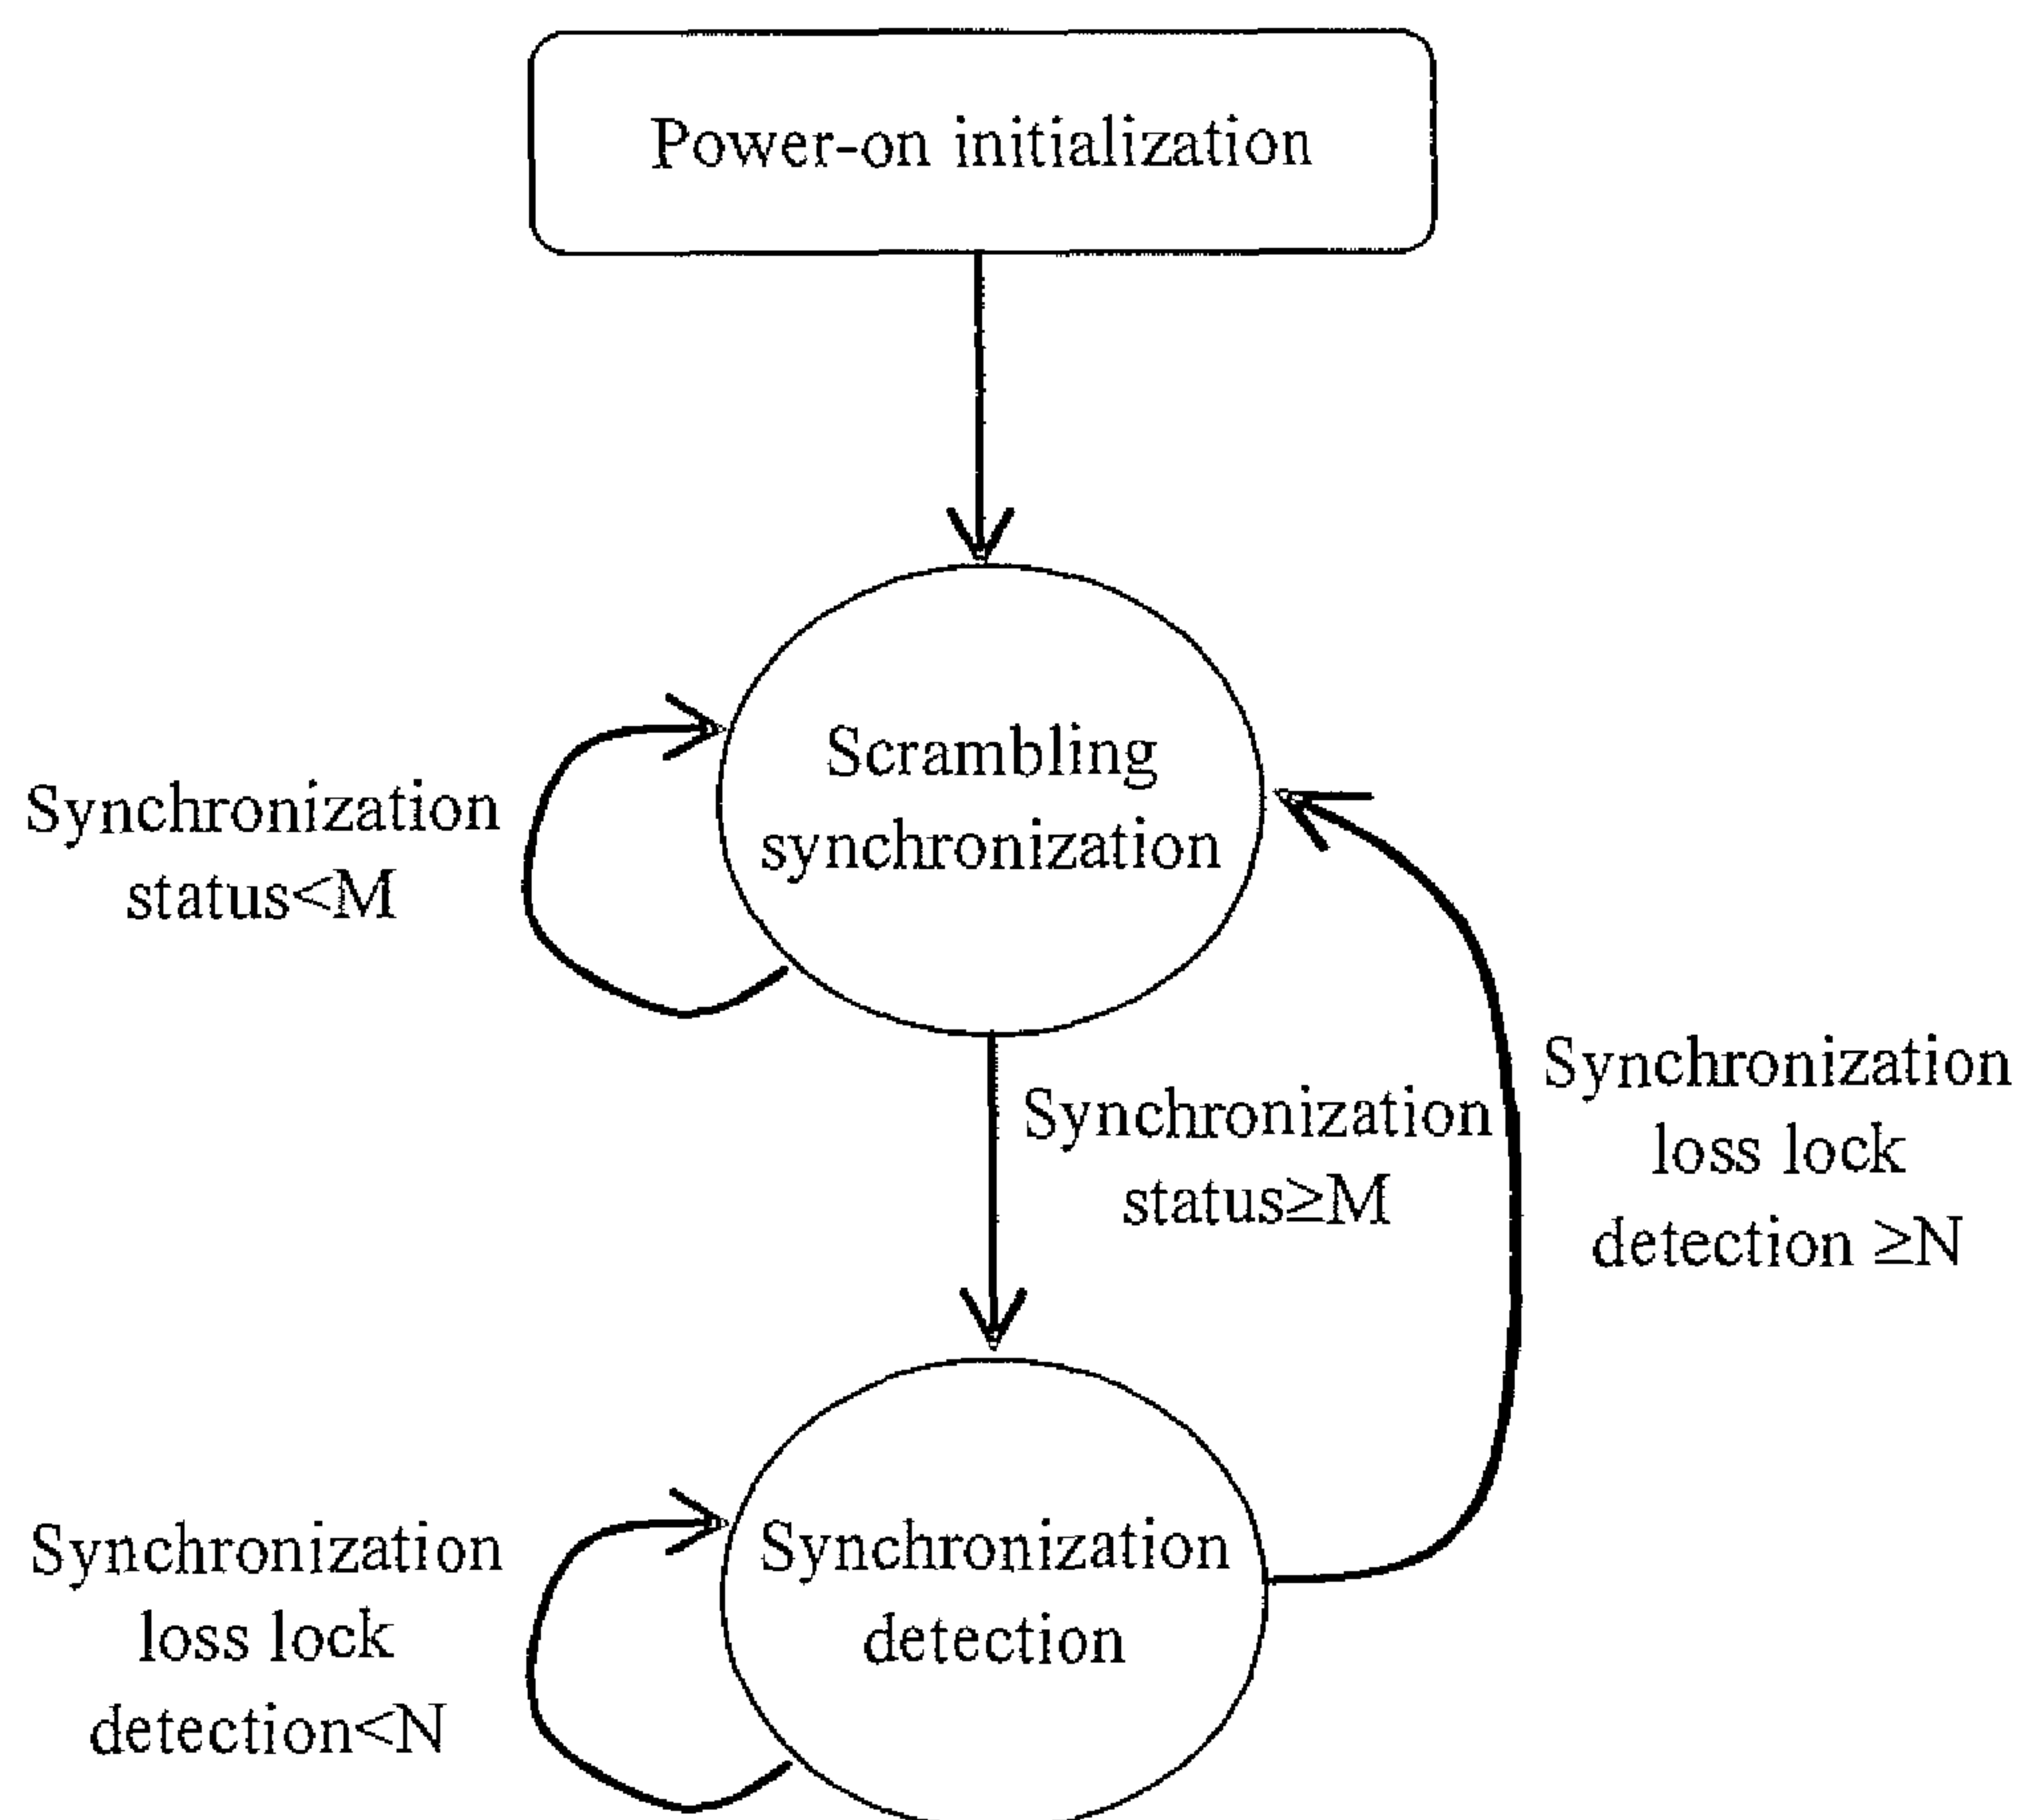 Power-on initialization
Scrambling
synchronization
Synchronization
status<M
Synchronization
status≥M
Synchronization
loss lock
detection ≥N
Synchronization
detection
Synchronization
loss lock
detection<N